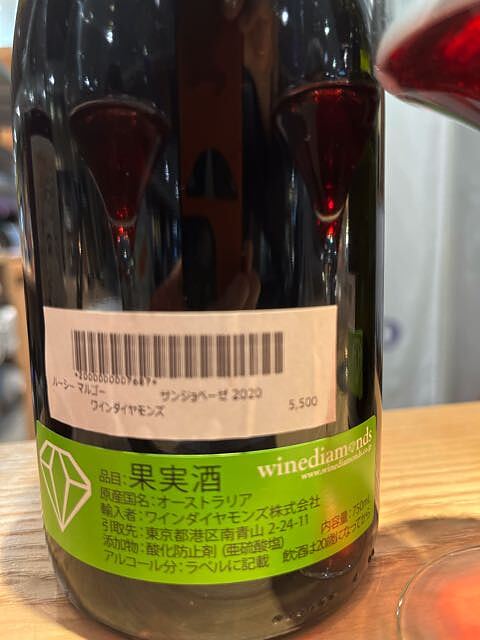 *2000000007687*
ルーシー マルゴー
サンジョベーゼ 2020
ワインダイヤモンズ
5,500
winediamonds
www.winediamonds.co.jp
品目:果実酒
原産国名:オーストラリア
輸入者:ワインダイヤモンズ株式会社
引取先:東京都港区南青山 2-24-11
内容量:750mL
添加物:酸化防止剤 (亜硫酸塩)
飲酒は20歳になってから
アルコール分:ラベルに記載